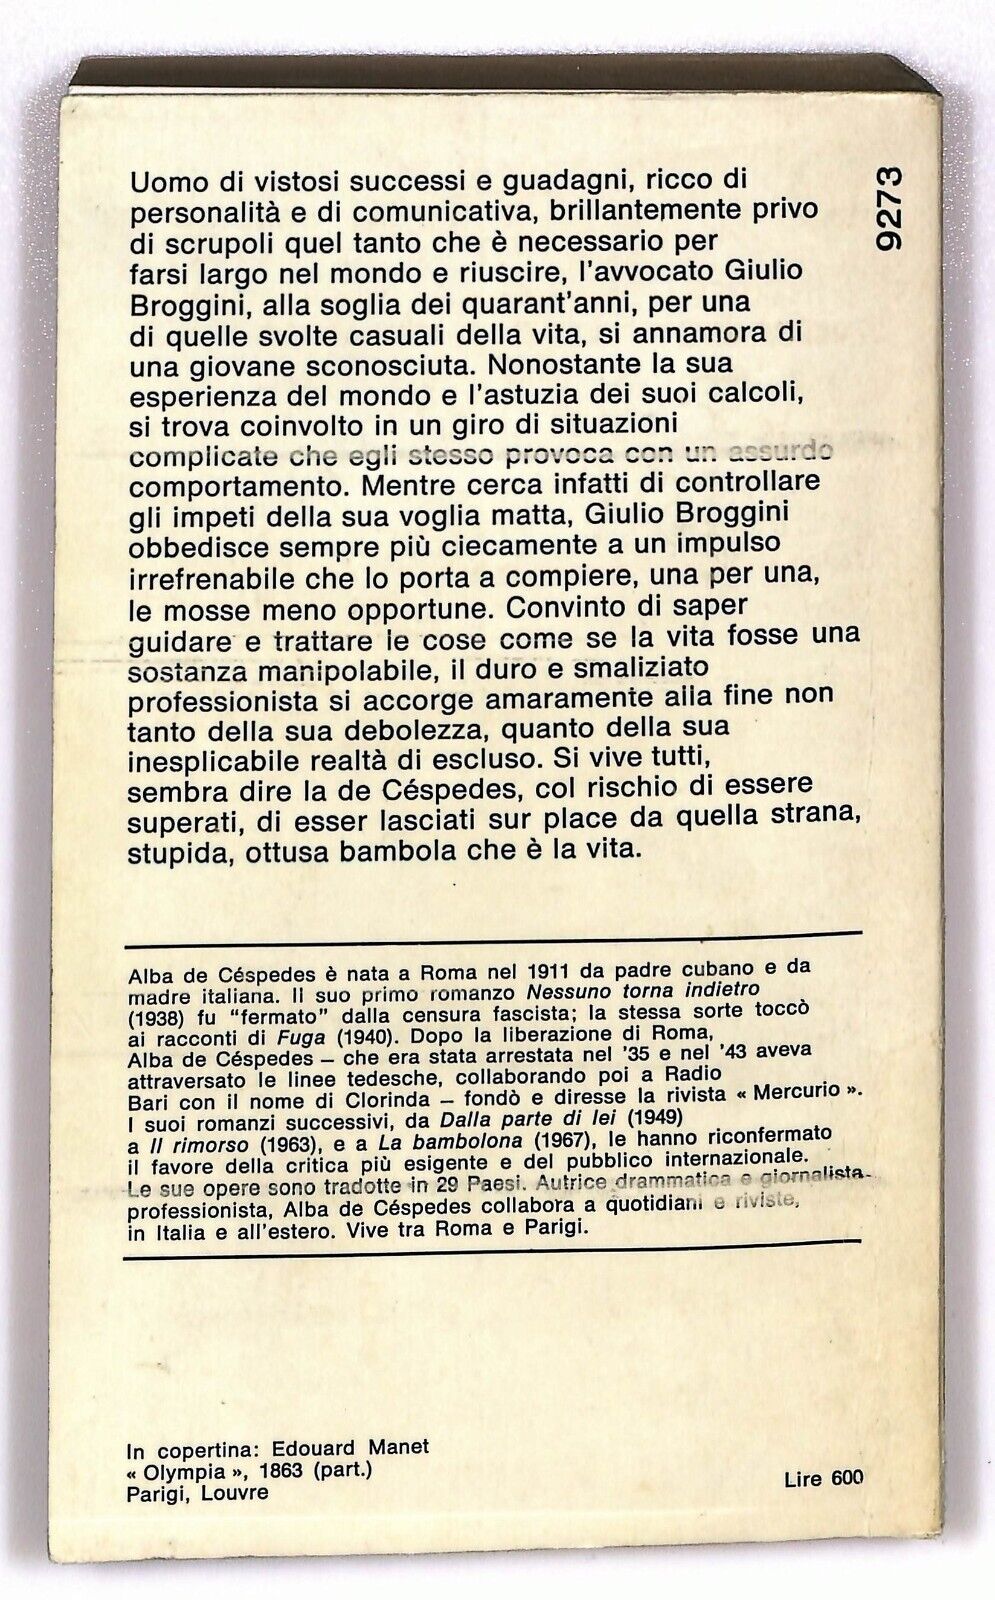 Uomo di vistosi successi e guadagni, ricco di
personalità e di comunicativa, brillantemente privo
di scrupoli quel tanto che è necessario per
farsi largo nel mondo e riuscire, l'avvocato Giulio
Broggini, alla soglia dei quarant'anni, per una
di quelle svolte casuali della vita, si annamora di
una giovane sconosciuta. Nonostante la sua
esperienza del mondo e l'astuzia dei suoi calcoli,
si trova coinvolto in un giro di situazioni
complicate che egli stesso provoca con un assurdo
comportamento. Mentre cerca infatti di controllare
gli impeti della sua voglia matta, Giulio Broggini
obbedisce sempre più ciecamente a un impulso
irrefrenabile che lo porta a compiere, una per una,
le mosse meno opportune. Convinto di saper
guidare e trattare le cose come se la vita fosse una
sostanza manipolabile, il duro e smaliziato
professionista si accorge amaramente alla fine non
tanto della sua debolezza, quanto della sua
inesplicabile realtà di escluso. Si vive tutti,
sembra dire la de Céspedes, col rischio di essere
superati, di esser lasciati sur place da quella strana,
stupida, ottusa bambola che è la vita.
9273
Alba de Céspedes è nata a Roma nel 1911 da padre cubano e da
madre italiana. Il suo primo romanzo Nessuno torna indietro
(1938) fu "fermato" dalla censura fascista; la stessa sorte toccò
ai racconti di Fuga (1940). Dopo la liberazione di Roma,
Alba de Céspedes – che era stata arrestata nel '35 e nel '43 aveva
attraversato le linee tedesche, collaborando poi a Radio
Bari con il nome di Clorinda – fondò e diresse la rivista « Mercurio ».
I suoi romanzi successivi, da Dalla parte di lei (1949)
a Il rimorso (1963), e a La bambolona (1967), le hanno riconfermato
il favore della critica più esigente e del pubblico internazionale.
Le sue opere sono tradotte in 29 Paesi. Autrice drammatica e giornalista
professionista, Alba de Céspedes collabora a quotidiani e riviste,
in Italia e all'estero. Vive tra Roma e Parigi.
In copertina: Edouard Manet
« Olympia », 1863 (part.)
Parigi, Louvre
Lire 600